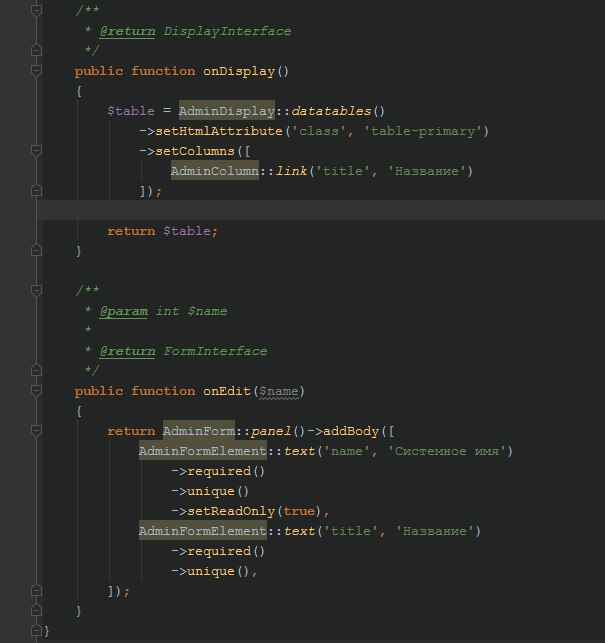 /**
 * @return DisplayInterface
 */
public function onDisplay()
{
    $table = AdminDisplay::datatables()
        ->setHtmlAttribute('class', 'table-primary')
        ->setColumns([
            AdminColumn::link('title', 'Название')
        ]);

    return $table;
}

/**
 * @param int $name
 *
 * @return FormInterface
 */
public function onEdit($name)
{
    return AdminForm::panel()->addBody([
        AdminFormElement::text('name', 'Системное имя')
            ->required()
            ->unique()
            ->setReadOnly(true),
        AdminFormElement::text('title', 'Название')
            ->required()
            ->unique(),
    ]);
}
}